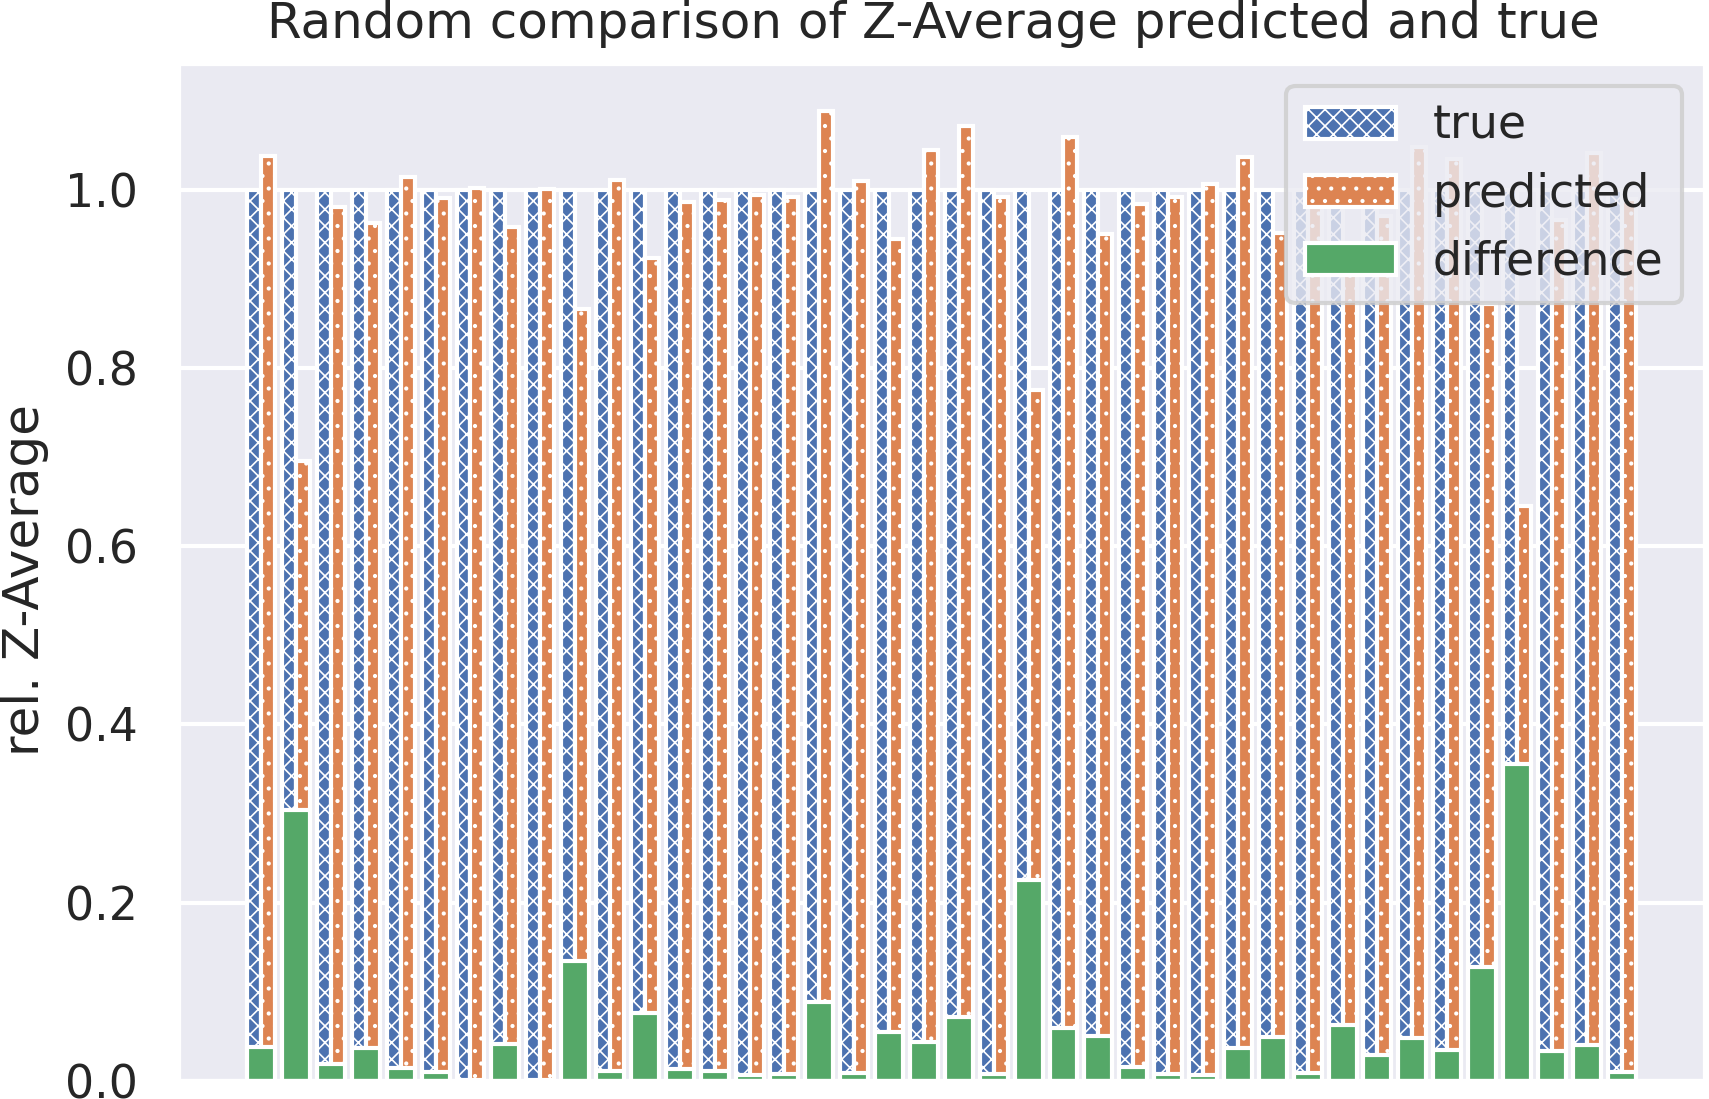 Random comparison of Z-Average predicted and true
true
predicted
difference
rel. Z-Average
1.0
0.8
0.6
0.4
0.2
0.0